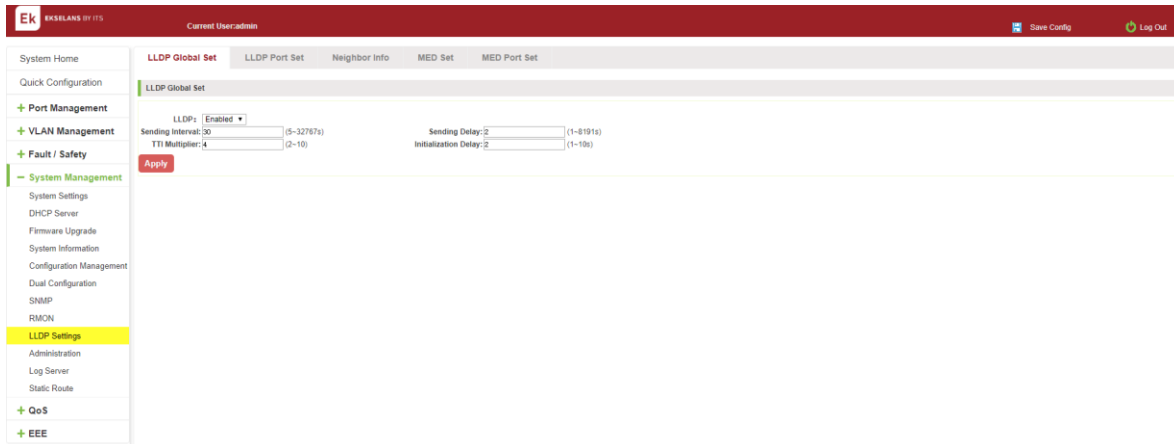 Ek EKSELANS BY ITS
Current User:admin
Save Config
Log Out
System Home
Quick Configuration
+ Port Management
+ VLAN Management
+ Fault / Safety
− System Management
System Settings
DHCP Server
Firmware Upgrade
System Information
Configuration Management
Dual Configuration
SNMP
RMON
LLDP Settings
Administration
Log Server
Static Route
+ QoS
+ EEE
LLDP Global Set LLDP Port Set Neighbor Info MED Set MED Port Set
LLDP Global Set
LLDP: Enabled ▼
Sending Interval: 30 (5~32767s) Sending Delay: 2 (1~8191s)
TTl Multiplier: 4 (2~10) Initialization Delay: 2 (1~10s)
Apply